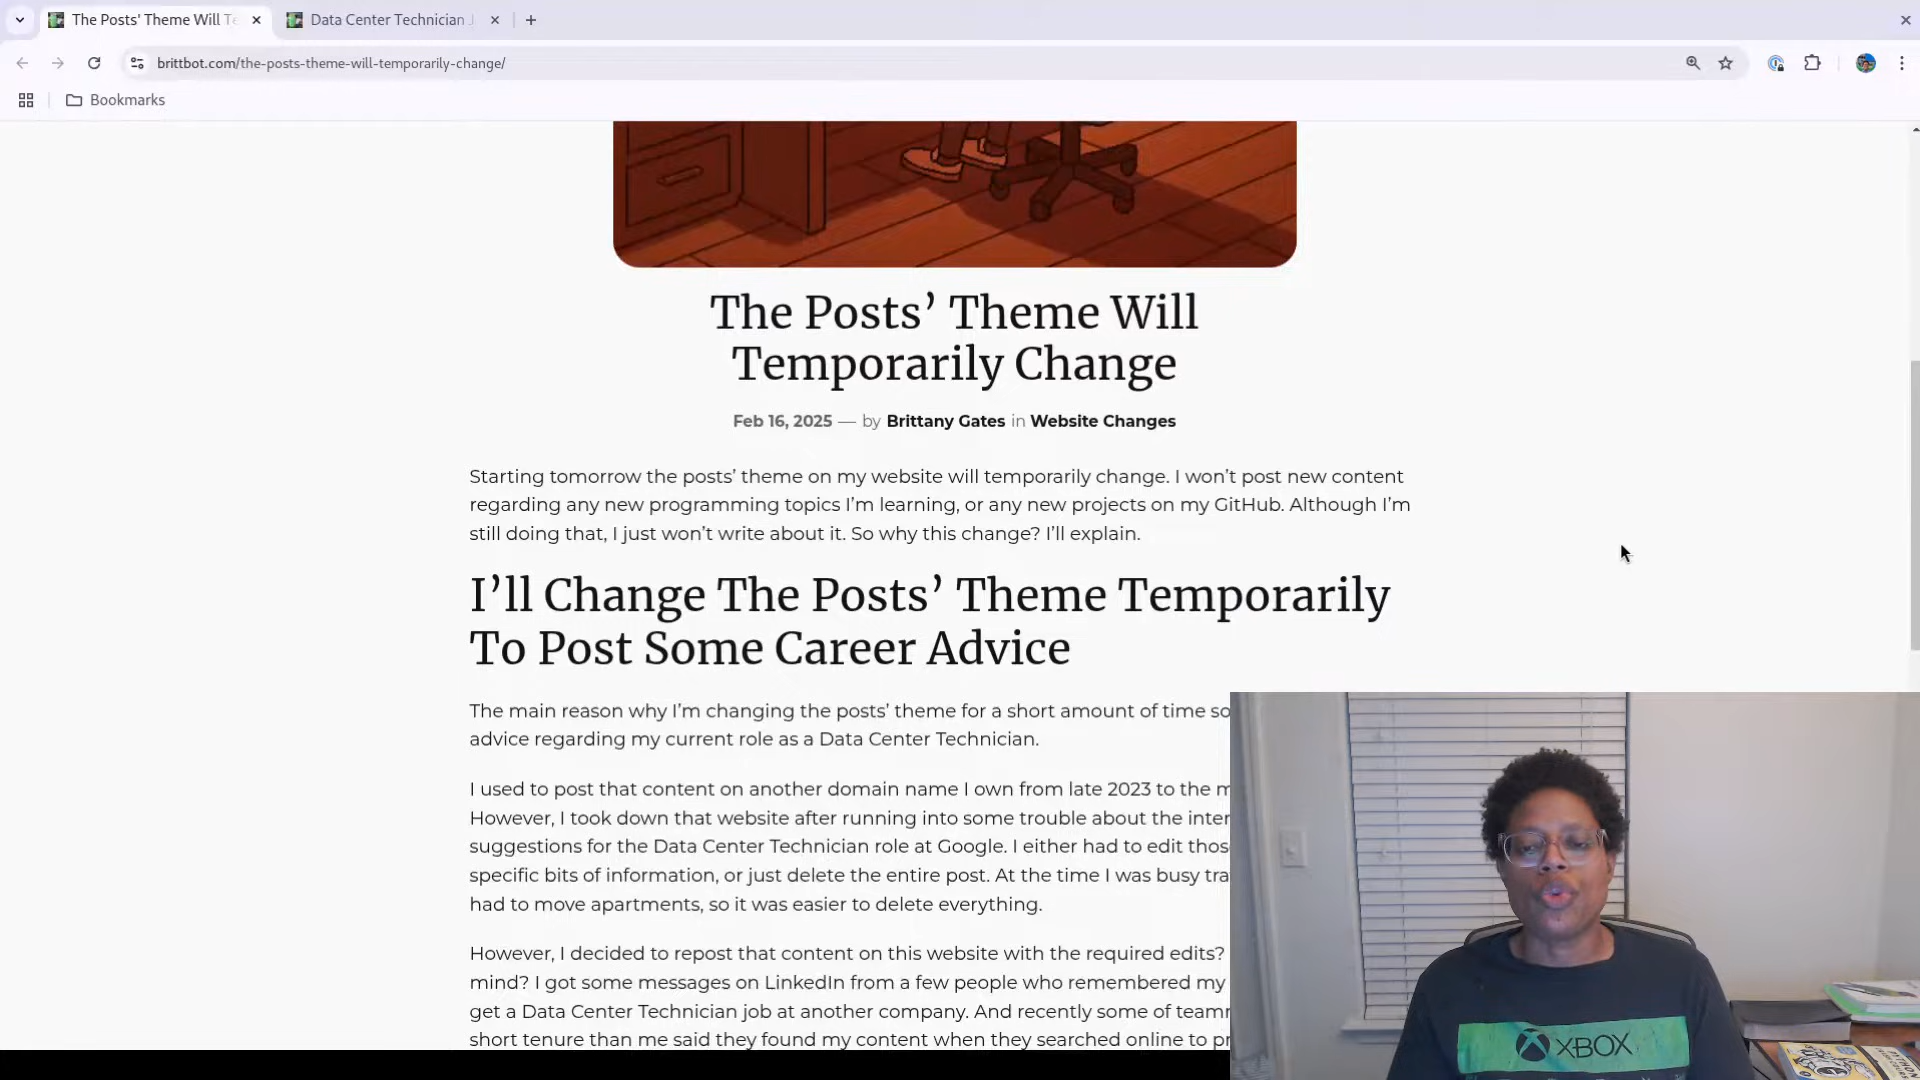 The Posts' Theme Will Te
Data Center Technician
brittbot.com/the-posts-theme-will-temporarily-change/
Bookmarks
The Posts’ Theme Will
Temporarily Change
Feb 16, 2025 — by Brittany Gates in Website Changes
Starting tomorrow the posts’ theme on my website will temporarily change. I won’t post new content
regarding any new programming topics I’m learning, or any new projects on my GitHub. Although I’m
still doing that, I just won’t write about it. So why this change? I’ll explain.
I’ll Change The Posts’ Theme Temporarily
To Post Some Career Advice
The main reason why I’m changing the posts’ theme for a short amount of time so
advice regarding my current role as a Data Center Technician.
I used to post that content on another domain name I own from late 2023 to the m
However, I took down that website after running into some trouble about the inter
suggestions for the Data Center Technician role at Google. I either had to edit thos
specific bits of information, or just delete the entire post. At the time I was busy tra
had to move apartments, so it was easier to delete everything.
However, I decided to repost that content on this website with the required edits?
mind? I got some messages on LinkedIn from a few people who remembered my
get a Data Center Technician job at another company. And recently some of team
short tenure than me said they found my content when they searched online to pr
XBOX